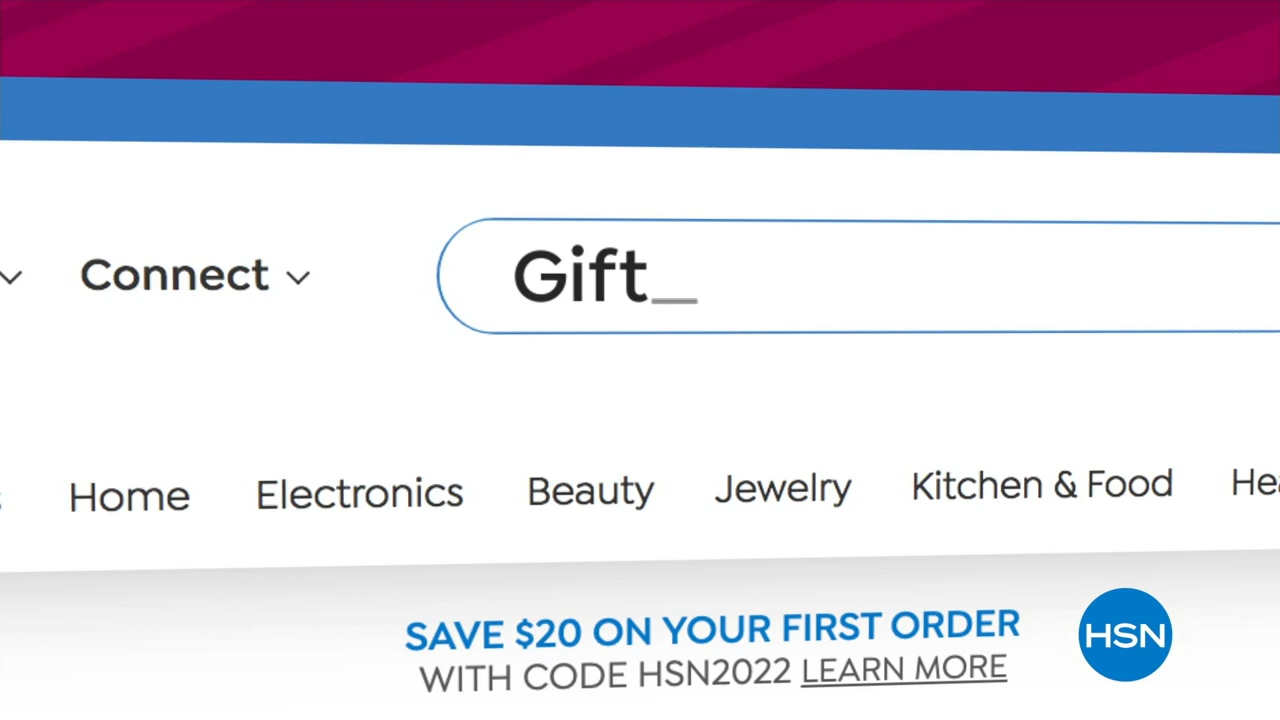 Connect
Gift_
Home Electronics Beauty Jewelry Kitchen & Food
SAVE $20 ON YOUR FIRST ORDER
WITH CODE HSN2022 LEARN MORE
HSN